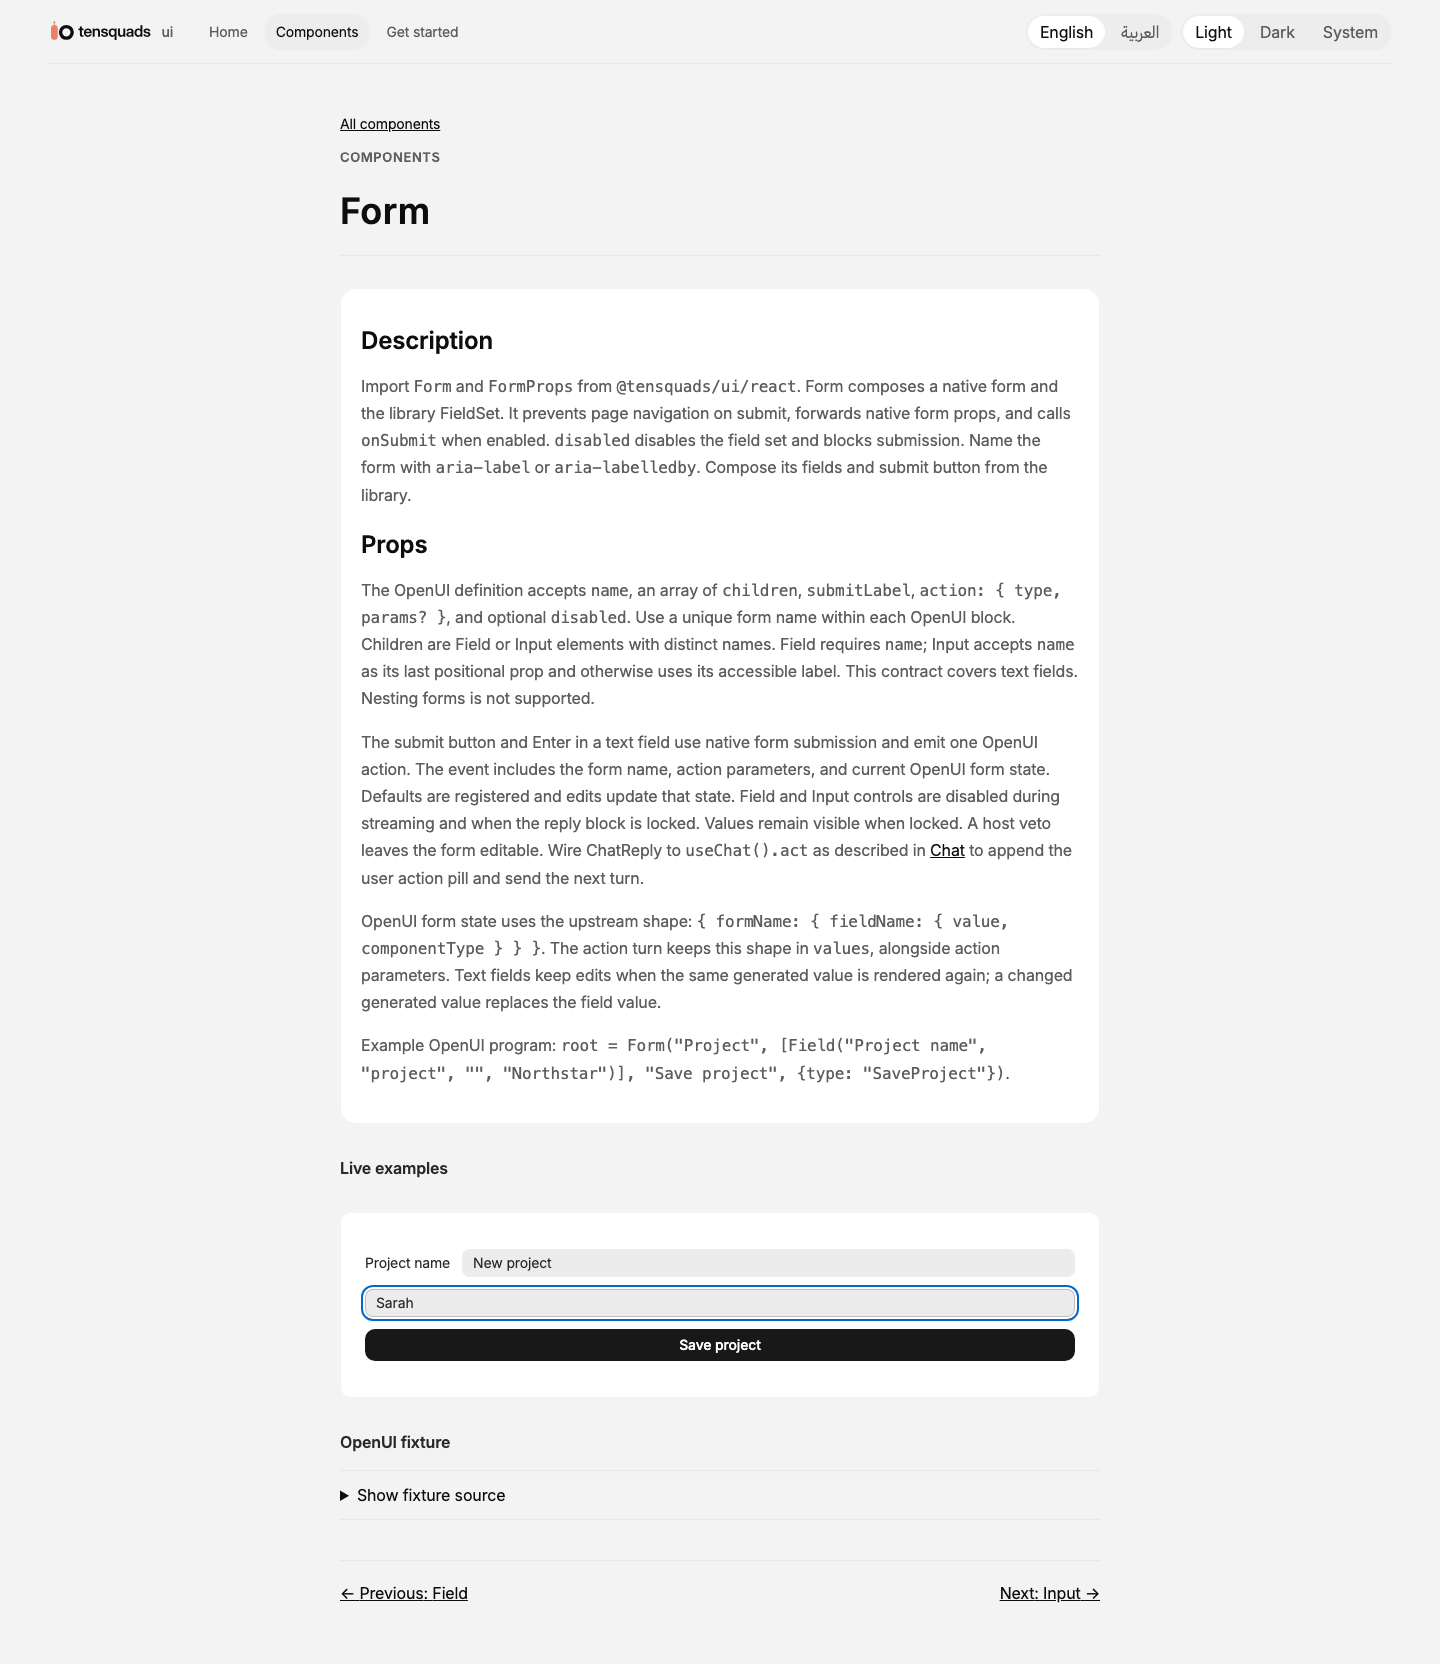 tensquads ui
Home
Components
Get started
English
العربية
Light
Dark
System
All components
COMPONENTS
Form
Description
Import Form and FormProps from @tensquads/ui/react. Form composes a native form and
the library FieldSet. It prevents page navigation on submit, forwards native form props, and calls
onSubmit when enabled. disabled disables the field set and blocks submission. Name the
form with aria-label or aria-labelledby. Compose its fields and submit button from the
library.
Props
The OpenUI definition accepts name, an array of children, submitLabel, action: { type,
params? }, and optional disabled. Use a unique form name within each OpenUI block.
Children are Field or Input elements with distinct names. Field requires name; Input accepts name
as its last positional prop and otherwise uses its accessible label. This contract covers text fields.
Nesting forms is not supported.
The submit button and Enter in a text field use native form submission and emit one OpenUI
action. The event includes the form name, action parameters, and current OpenUI form state.
Defaults are registered and edits update that state. Field and Input controls are disabled during
streaming and when the reply block is locked. Values remain visible when locked. A host veto
leaves the form editable. Wire ChatReply to useChat().act as described in Chat to append the
user action pill and send the next turn.
OpenUI form state uses the upstream shape: { formName: { fieldName: { value,
componentType } } }. The action turn keeps this shape in values, alongside action
parameters. Text fields keep edits when the same generated value is rendered again; a changed
generated value replaces the field value.
Example OpenUI program: root = Form("Project", [Field("Project name",
"project", "", "Northstar")], "Save project", {type: "SaveProject"}).
Live examples
Project name
New project
Sarah
Save project
OpenUI fixture
Show fixture source
← Previous: Field
Next: Input →